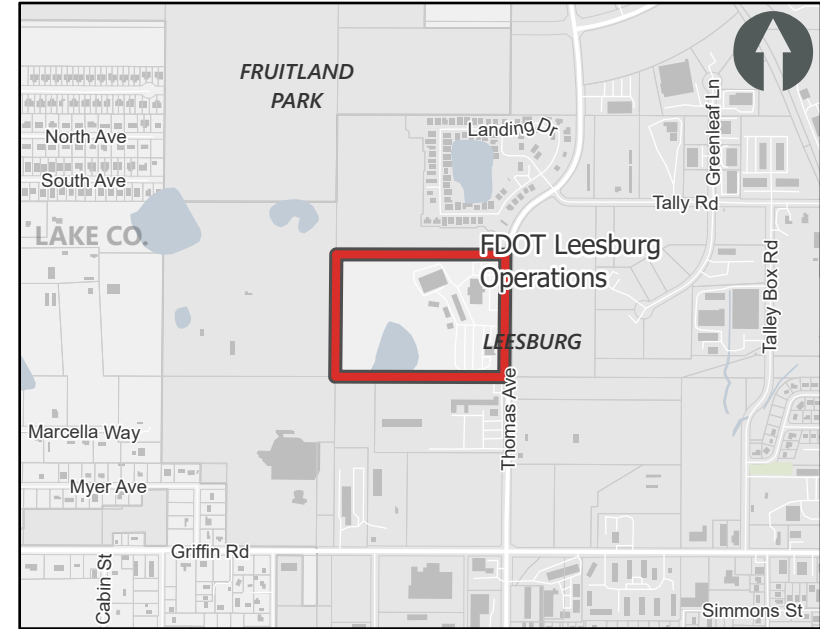 FRUITLAND
PARK
Landing Dr
Greenleaf Ln
North Ave
South Ave
Tally Rd
LAKE CO.
FDOT Leesburg
Operations
Talley Box Rd
LEESBURG
Thomas Ave
Marcella Way
Myer Ave
Griffin Rd
Cabin St
Simmons St